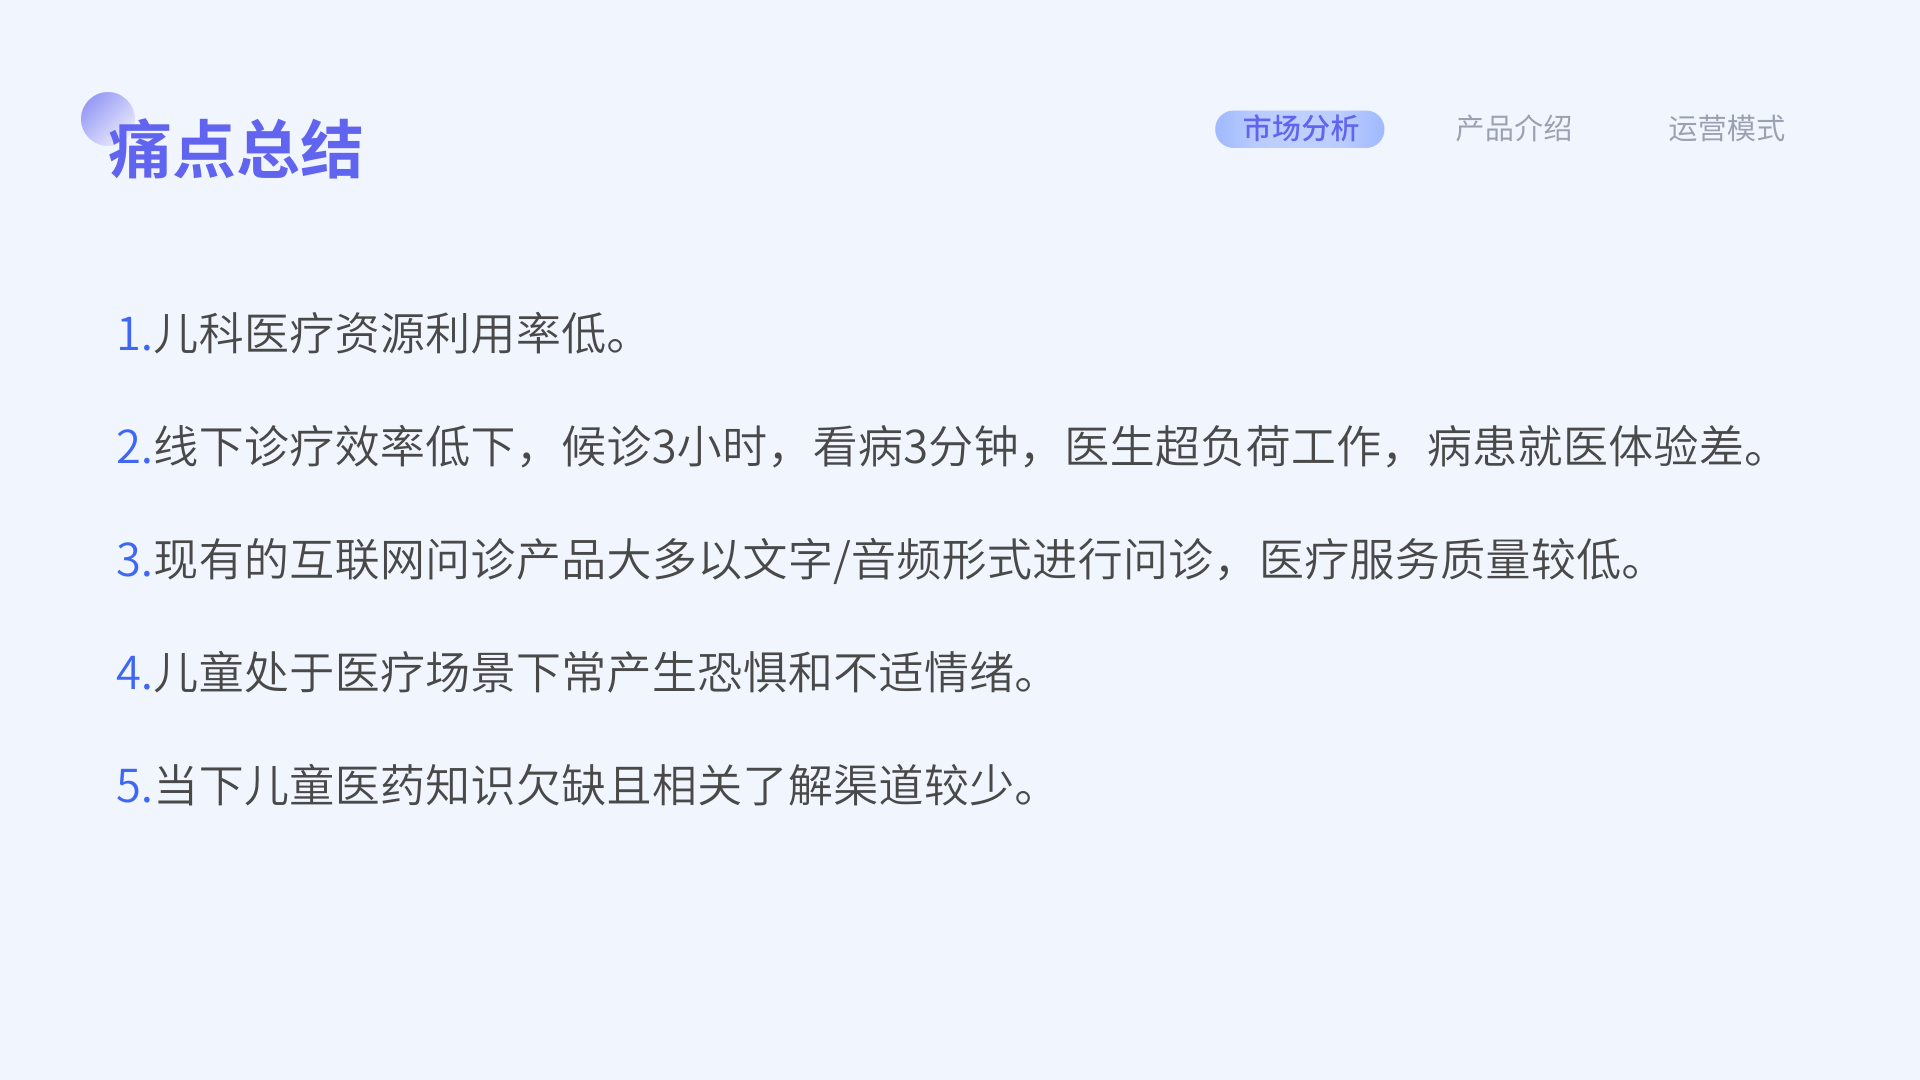 痛点总结
市场分析 产品介绍 运营模式
1.儿科医疗资源利用率低。
2.线下诊疗效率低下，候诊3小时，看病3分钟，医生超负荷工作，病患就医体验差。
3.现有的互联网问诊产品大多以文字/音频形式进行问诊，医疗服务质量较低。
4.儿童处于医疗场景下常产生恐惧和不适情绪。
5.当下儿童医药知识欠缺且相关了解渠道较少。